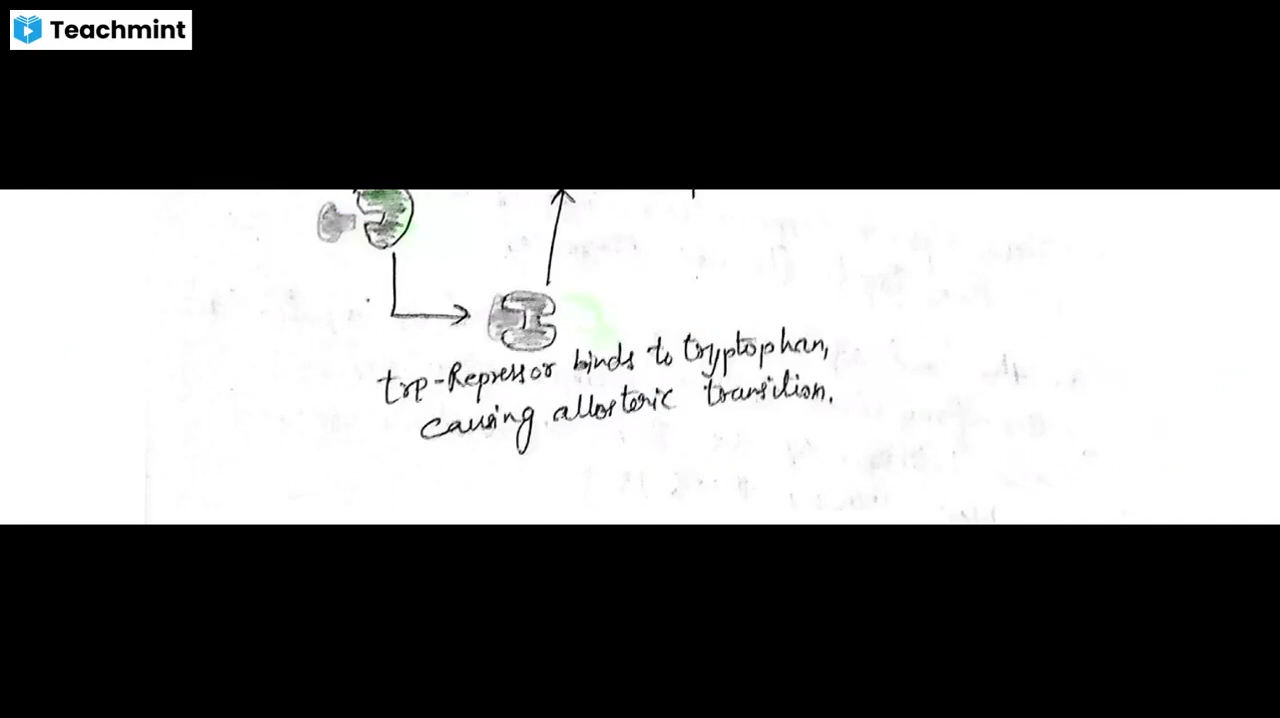 Teachmint
trp-Repressor binds to tryptophan,
causing allosteric transition.